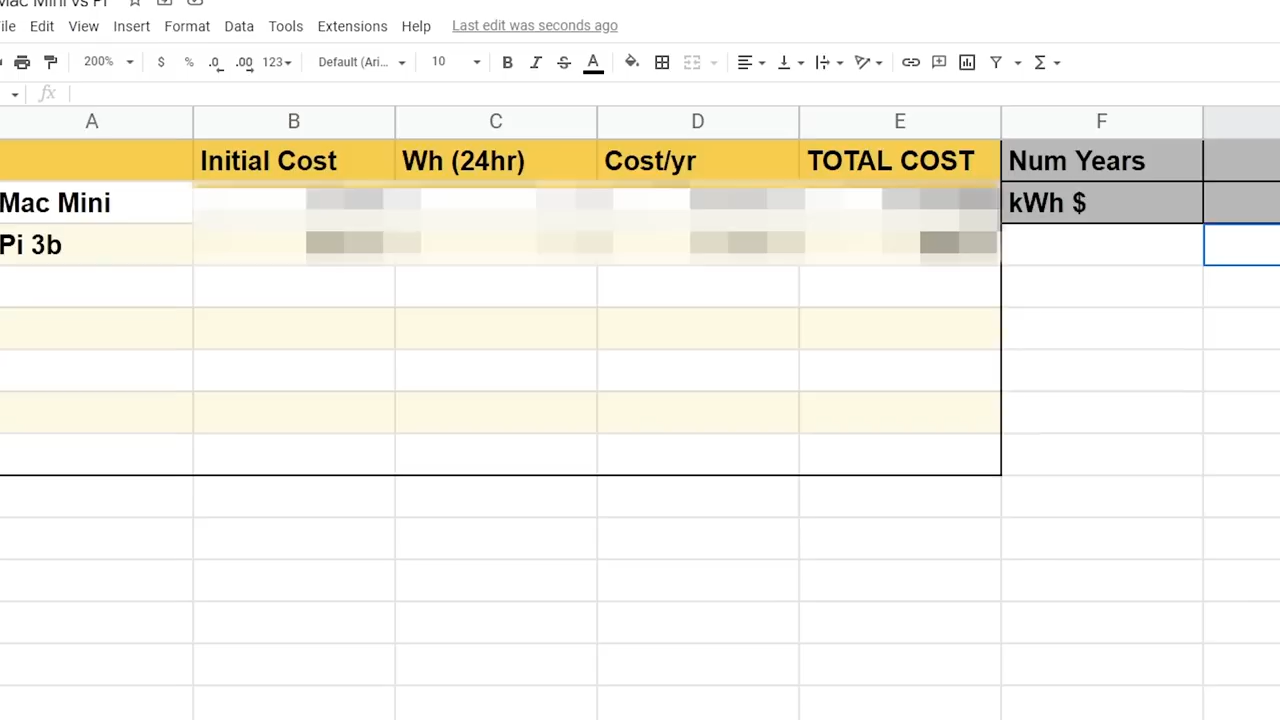 Mac Mini vs Pi
File Edit View Insert Format Data Tools Extensions Help Last edit was seconds ago
200% $ % .0 .00 123 Default (Ari... 10 B I A
fx
A B C D E F
Initial Cost Wh (24hr) Cost/yr TOTAL COST Num Years
Mac Mini kWh $
Pi 3b